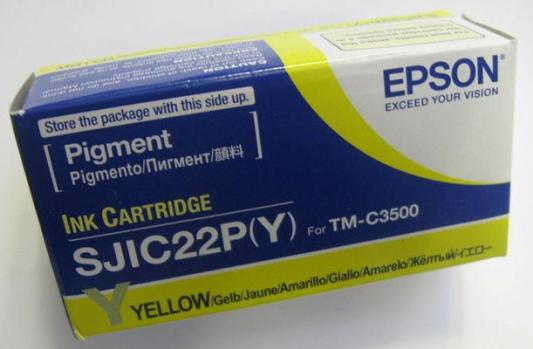 CAUTION
EPSON
EXCEED YOUR VISION
Store the package with this side up.
Pigment
Pigmento/Пигмент/顔料
INK CARTRIDGE
SJIC22P(Y) For TM-C3500
Y YELLOW/Gelb/Jaune/Amarillo/Giallo/Amarelo/Жёлтый/イエロー